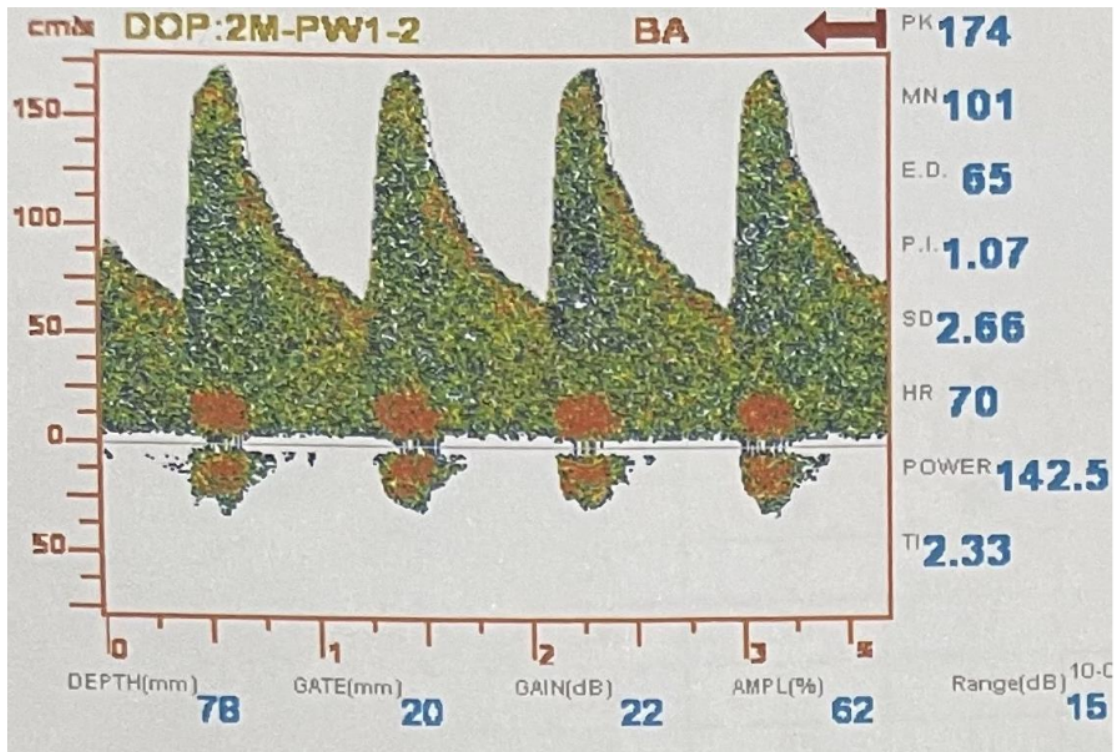 cm/s DOP:2M-PW1-2 BA
PK 174
MN 101
E.D. 65
P.I. 1.07
SD 2.66
HR 70
POWER 142.5
TI 2.33
150
100
50
0
50
0 1 2 3 s
DEPTH(mm) 78 GATE(mm) 20 GAIN(dB) 22 AMPL(%) 62 Range(dB) 15